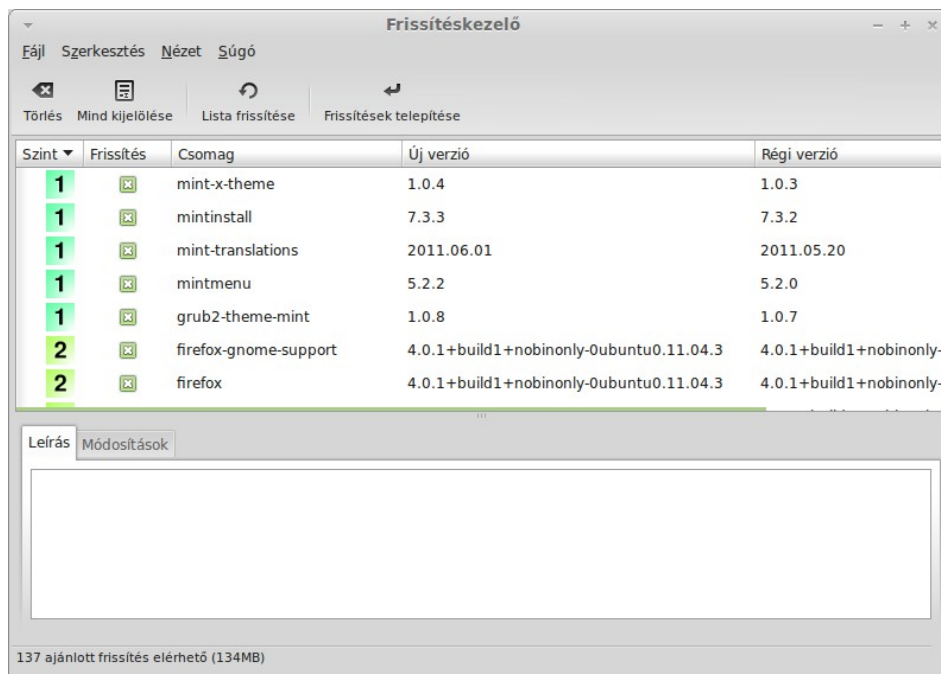 Frissítéskezelő
Fájl Szerkesztés Nézet Súgó
Törlés Mind kijelölése Lista frissítése Frissítések telepítése
Szint Frissítés Csomag Új verzió Régi verzió
1 mint-x-theme 1.0.4 1.0.3
1 mintinstall 7.3.3 7.3.2
1 mint-translations 2011.06.01 2011.05.20
1 mintmenu 5.2.2 5.2.0
1 grub2-theme-mint 1.0.8 1.0.7
2 firefox-gnome-support 4.0.1+build1+nobinonly-0ubuntu0.11.04.3 4.0.1+build1+nobinonly-
2 firefox 4.0.1+build1+nobinonly-0ubuntu0.11.04.3 4.0.1+build1+nobinonly-
Leírás Módosítások
137 ajánlott frissítés elérhető (134MB)